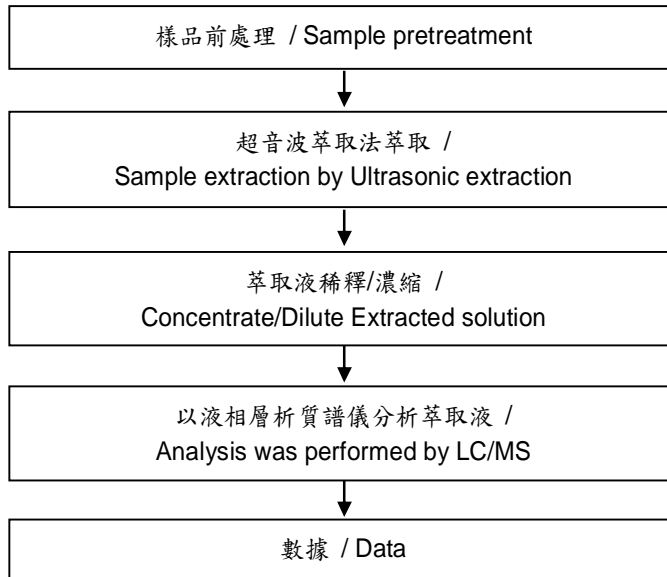 樣品前處理 / Sample pretreatment
超音波萃取法萃取 /
Sample extraction by Ultrasonic extraction
萃取液稀釋/濃縮 /
Concentrate/Dilute Extracted solution
以液相層析質譜儀分析萃取液 /
Analysis was performed by LC/MS
數據 / Data